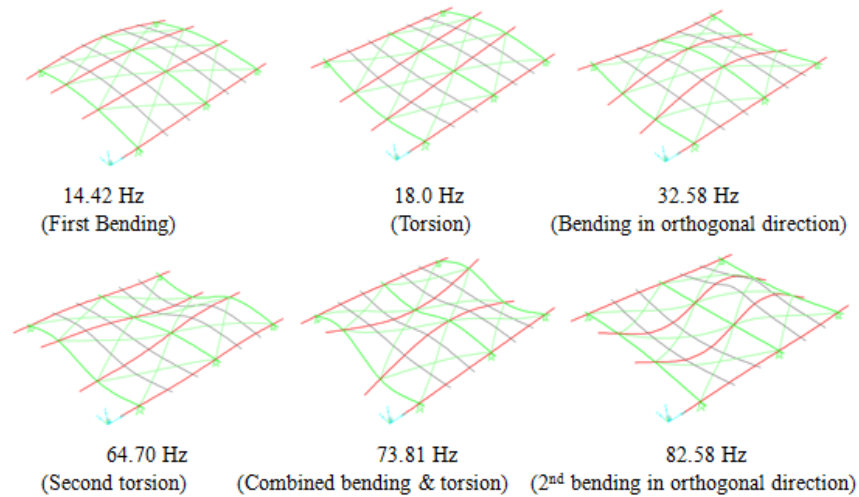 14.42 Hz
(First Bending)
18.0 Hz
(Torsion)
32.58 Hz
(Bending in orthogonal direction)
64.70 Hz
(Second torsion)
73.81 Hz
(Combined bending & torsion)
82.58 Hz
(2nd bending in orthogonal direction)